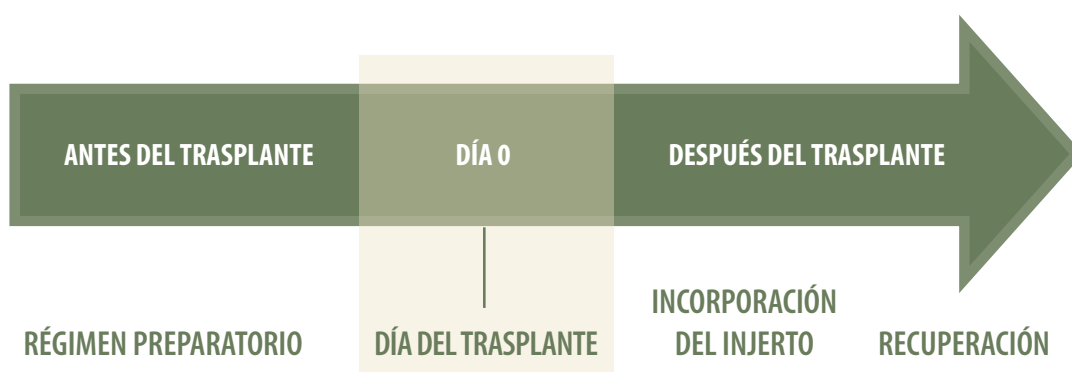 ANTES DEL TRASPLANTE
DÍA 0
DESPUÉS DEL TRASPLANTE
RÉGIMEN PREPARATORIO
DÍA DEL TRASPLANTE
INCORPORACIÓN
DEL INJERTO
RECUPERACIÓN